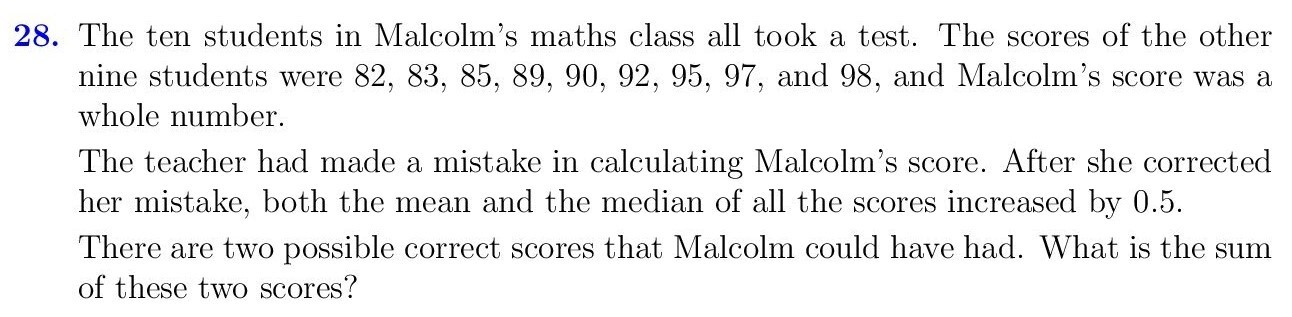 28. The ten students in Malcolm's maths class all took a test. The scores of the other
nine students were 82, 83, 85, 89, 90, 92, 95, 97, and 98, and Malcolm's score was a
whole number.
The teacher had made a mistake in calculating Malcolm's score. After she corrected
her mistake, both the mean and the median of all the scores increased by 0.5.
There are two possible correct scores that Malcolm could have had. What is the sum
of these two scores?